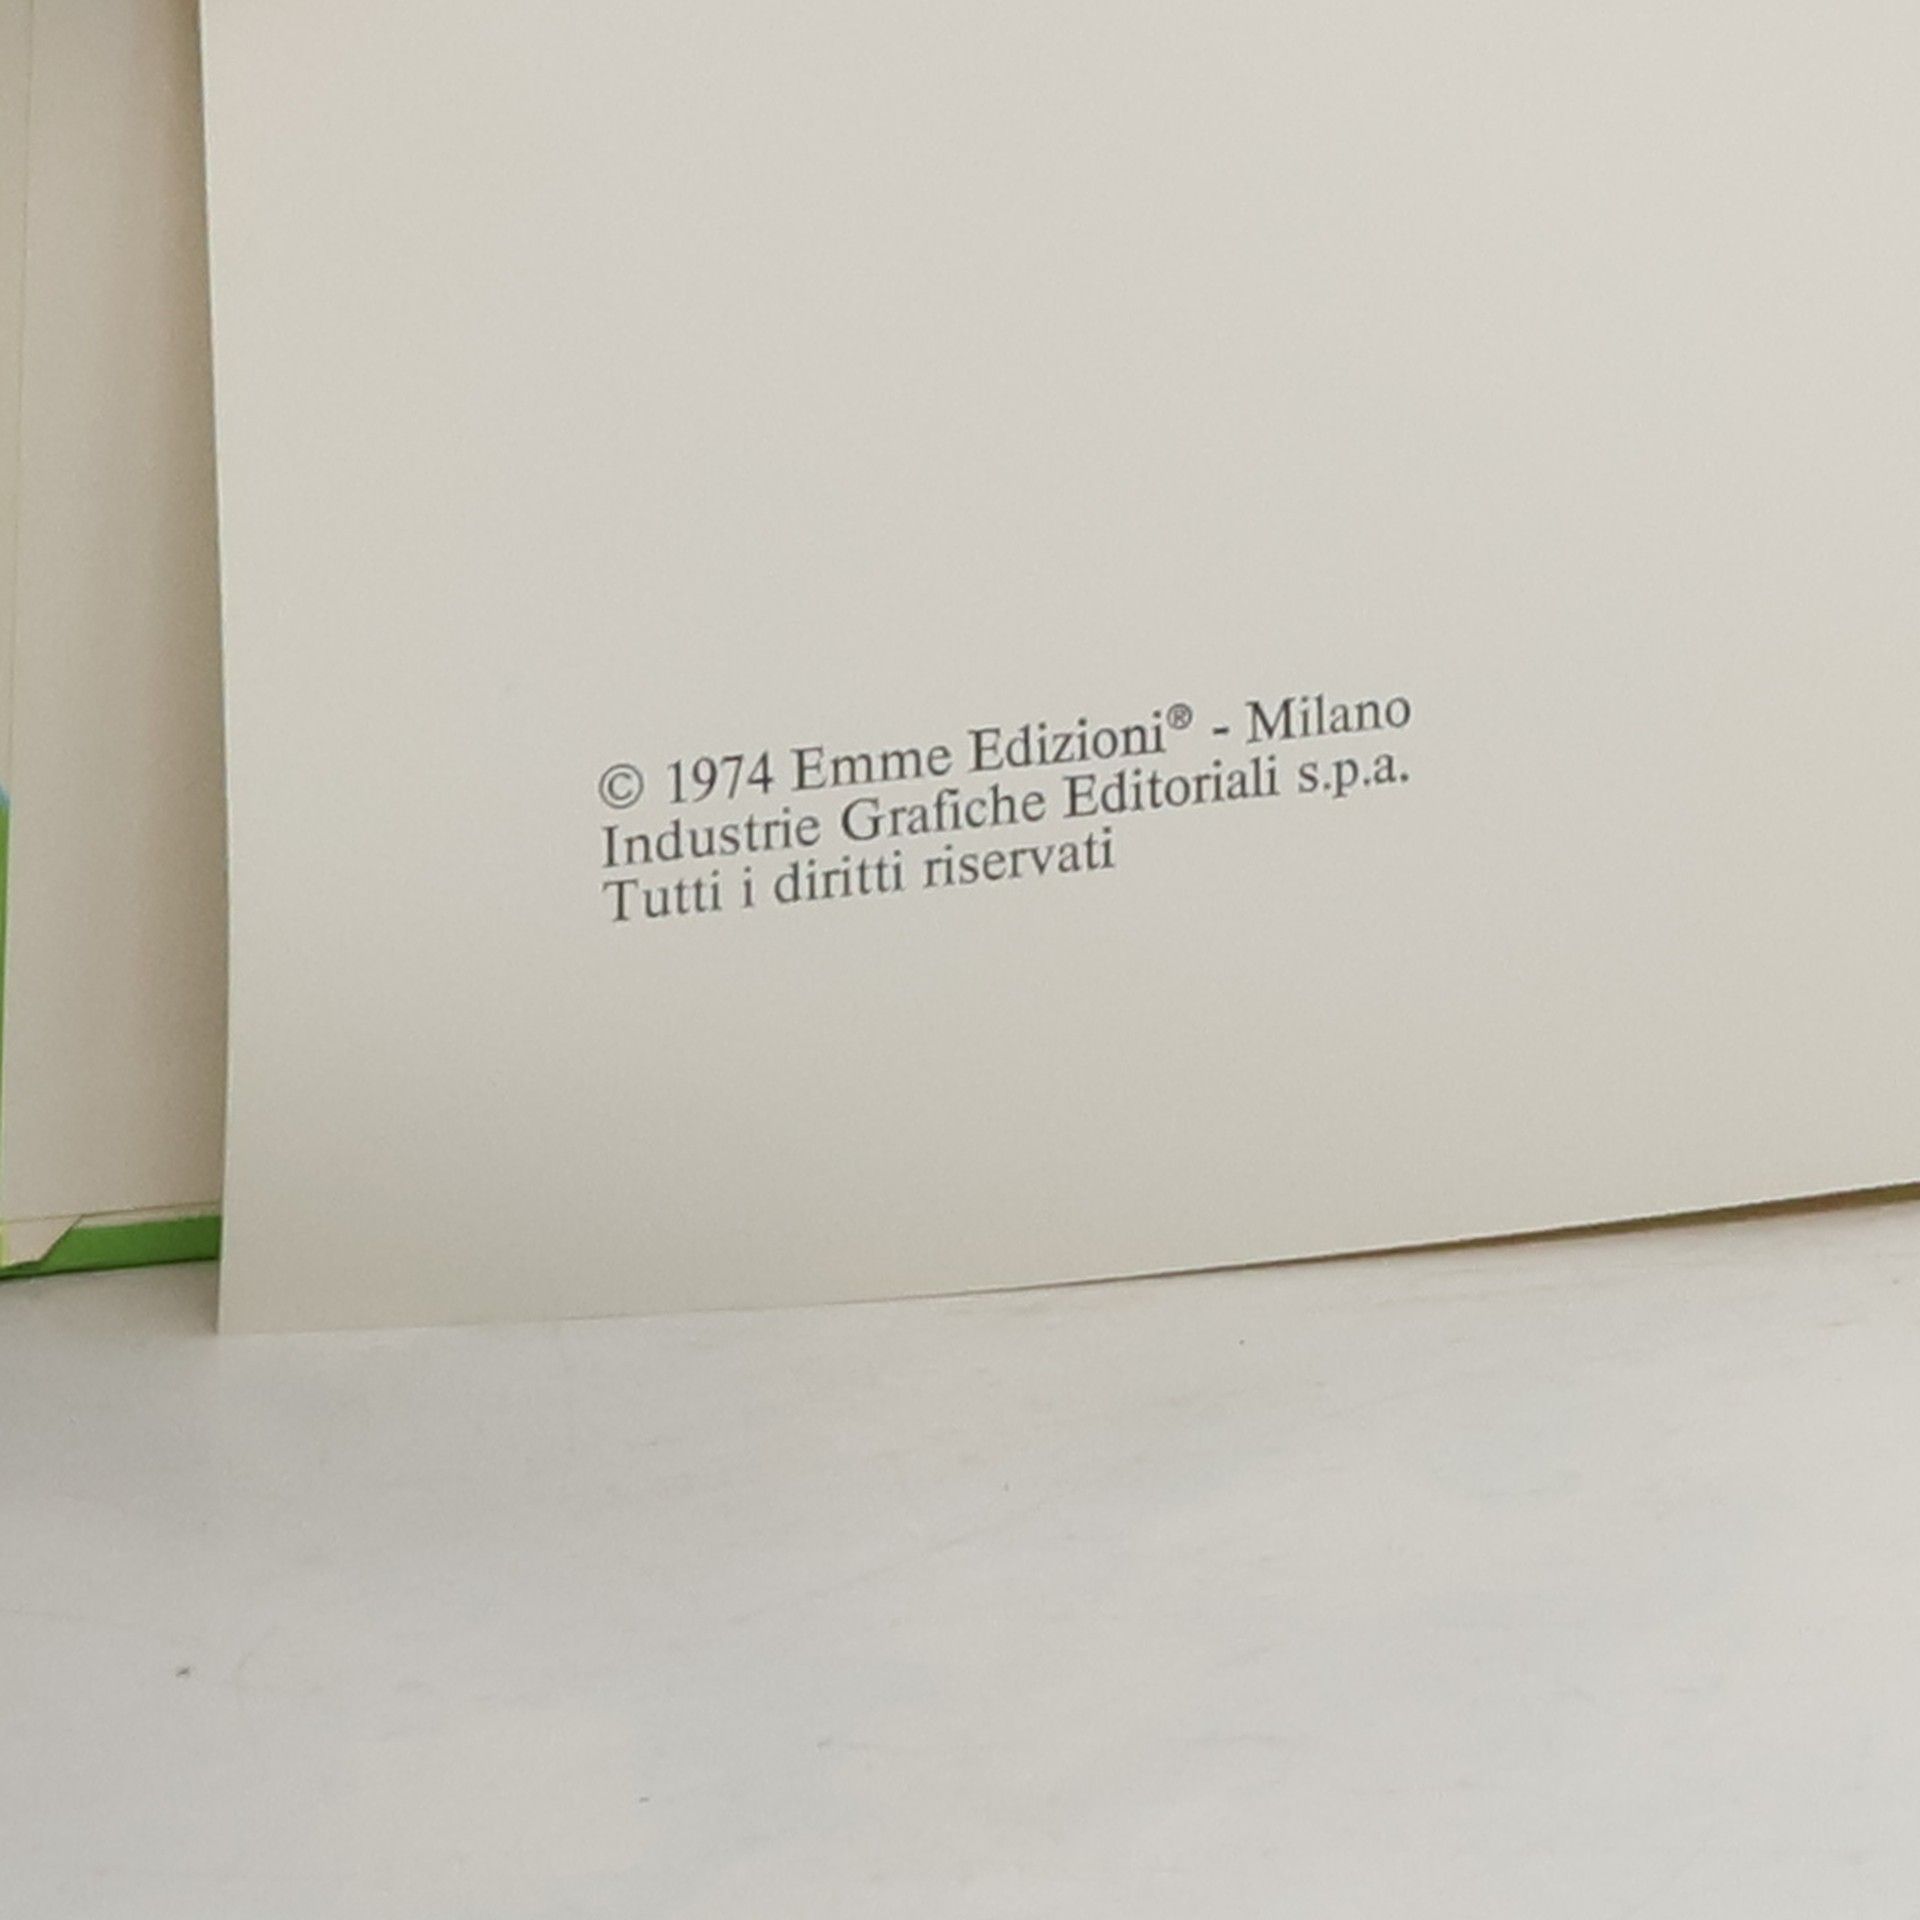 © 1974 Emme Edizioni® - Milano
Industrie Grafiche Editoriali s.p.a.
Tutti i diritti riservati